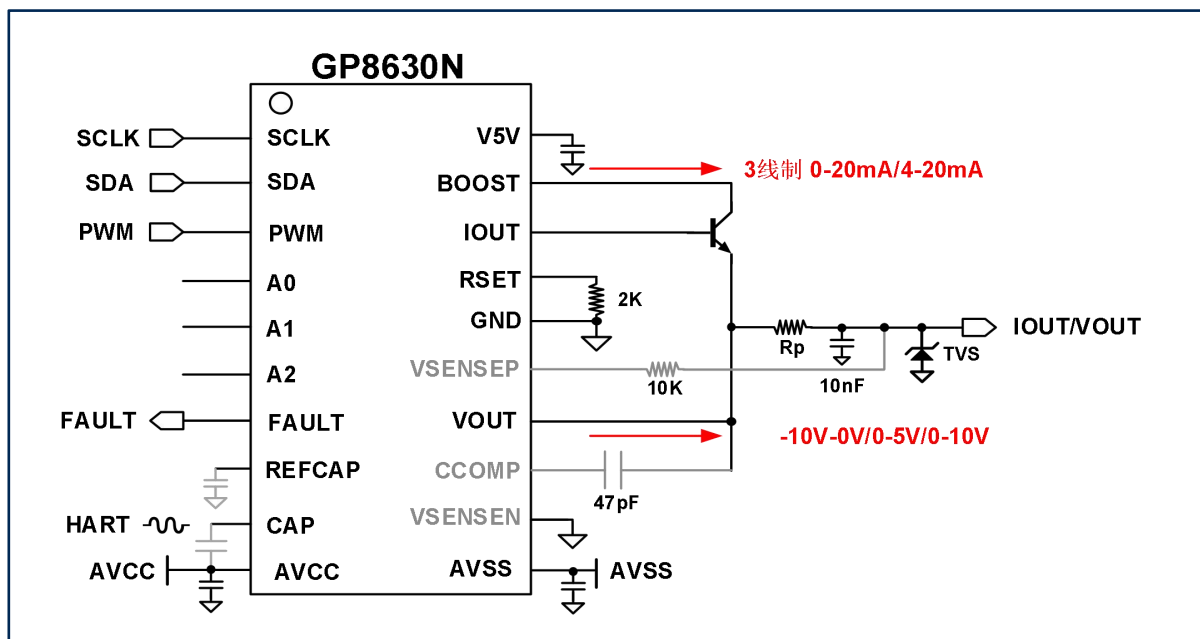 GP8630N
SCLK
SCLK
V5V
3线制 0-20mA/4-20mA
SDA
SDA
BOOST
PWM
PWM
IOUT
A0
RSET
2K
A1
GND
IOUT/VOUT
Rp
TVS
A2
VSENSEP
10K
10nF
FAULT
FAULT
VOUT
-10V-0V/0-5V/0-10V
REFCAP
CCOMP
47pF
HART
CAP
VSENSEN
AVCC
AVCC
AVSS
AVSS